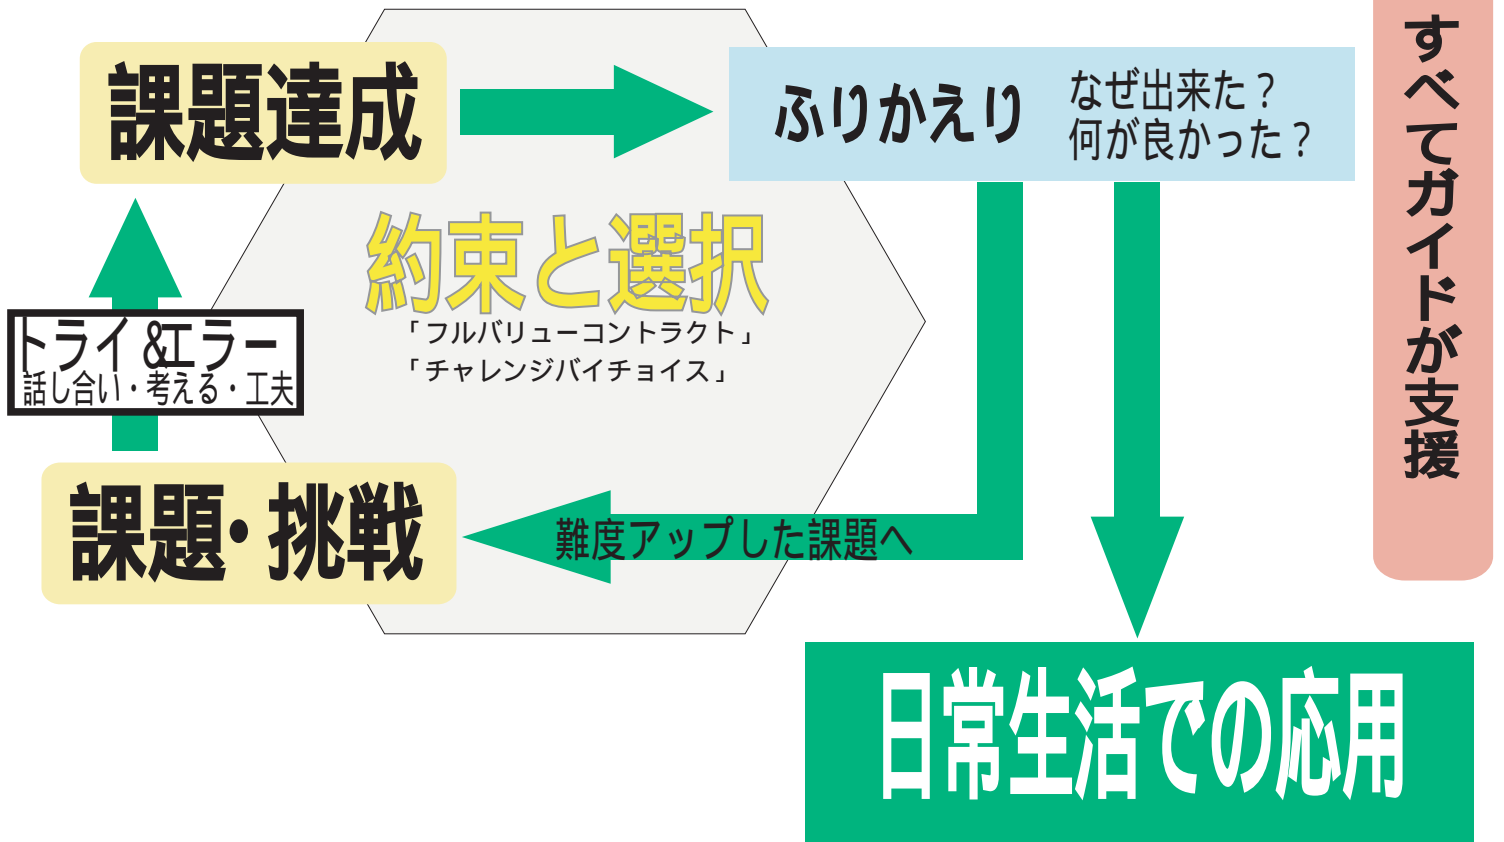 課題達成
ふりかえり
なぜ出来た？
何が良かった？
すべてガイドが支援
約束と選択
「フルバリューコントラクト」
「チャレンジバイチョイス」
トライ&エラー
話し合い・考える・工夫
課題・挑戦
難度アップした課題へ
日常生活での応用